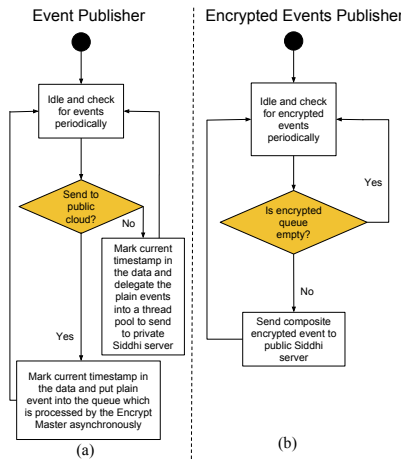 Event Publisher
Idle and check
for events
periodically
Send to
public
cloud?
No
Mark current
timestamp in
the data and
delegate the
plain events
into a thread
pool to send
to private
Siddhi server
Yes
Mark current timestamp in
the data and put plain
event into the queue which
is processed by the Encrypt
Master asynchronously
(a)
Encrypted Events Publisher
Idle and check
for encrypted
events
periodically
Yes
Is encrypted
queue
empty?
No
Send composite
encrypted event to
public Siddhi
server
(b)